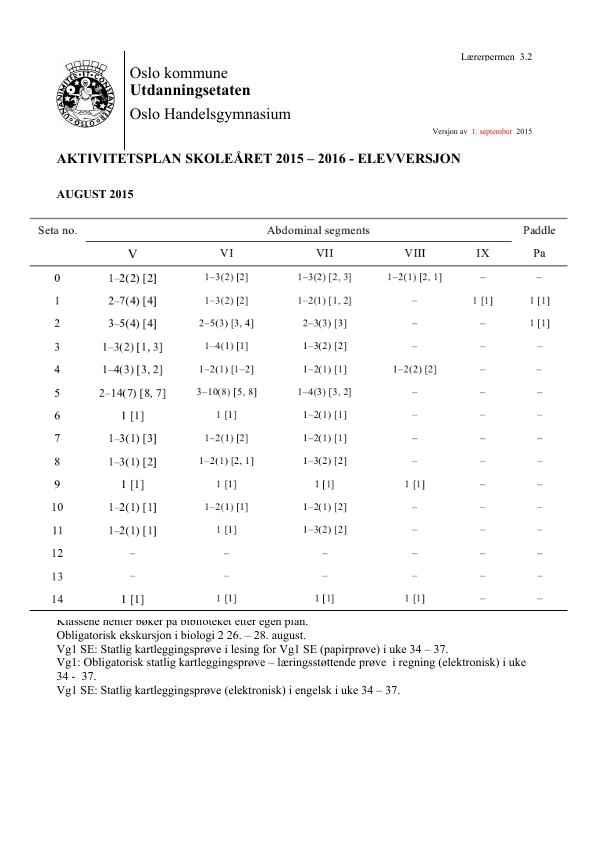 Lærerpermen 3.2
Oslo kommune
Utdanningsetaten
Oslo Handelsgymnasium
Versjon av 1. september 2015
AKTIVITETSPLAN SKOLEÅRET 2015 – 2016 - ELEVVERSJON
AUGUST 2015
Seta no. Abdominal segments Paddle
V VI VII VIII IX Pa
0 1–2(2) [2] 1–3(2) [2] 1–3(2) [2, 3] 1–2(1) [2, 1] – –
1 2–7(4) [4] 1–3(2) [2] 1–2(1) [1, 2] – 1 [1] 1 [1]
2 3–5(4) [4] 2–5(3) [3, 4] 2–3(3) [3] – – 1 [1]
3 1–3(2) [1, 3] 1–4(1) [1] 1–3(2) [2] – – –
4 1–4(3) [3, 2] 1–2(1) [1–2] 1–2(1) [1] 1–2(2) [2] – –
5 2–14(7) [8, 7] 3–10(8) [5, 8] 1–4(3) [3, 2] – – –
6 1 [1] 1 [1] 1–2(1) [1] – – –
7 1–3(1) [3] 1–2(1) [2] 1–2(1) [1] – – –
8 1–3(1) [2] 1–2(1) [2, 1] 1–3(2) [2] – – –
9 1 [1] 1 [1] 1 [1] 1 [1] – –
10 1–2(1) [1] 1–2(1) [1] 1–2(1) [2] – – –
11 1–2(1) [1] 1 [1] 1–3(2) [2] – – –
12 – – – – – –
13 – – – – – –
14 1 [1] 1 [1] 1 [1] 1 [1] – –
Klassene henter bøker på biblioteket etter egen plan.
Obligatorisk ekskursjon i biologi 2 26. – 28. august.
Vg1 SE: Statlig kartleggingsprøve i lesing for Vg1 SE (papirprøve) i uke 34 – 37.
Vg1: Obligatorisk statlig kartleggingsprøve – læringsstøttende prøve i regning (elektronisk) i uke
34 - 37.
Vg1 SE: Statlig kartleggingsprøve (elektronisk) i engelsk i uke 34 – 37.